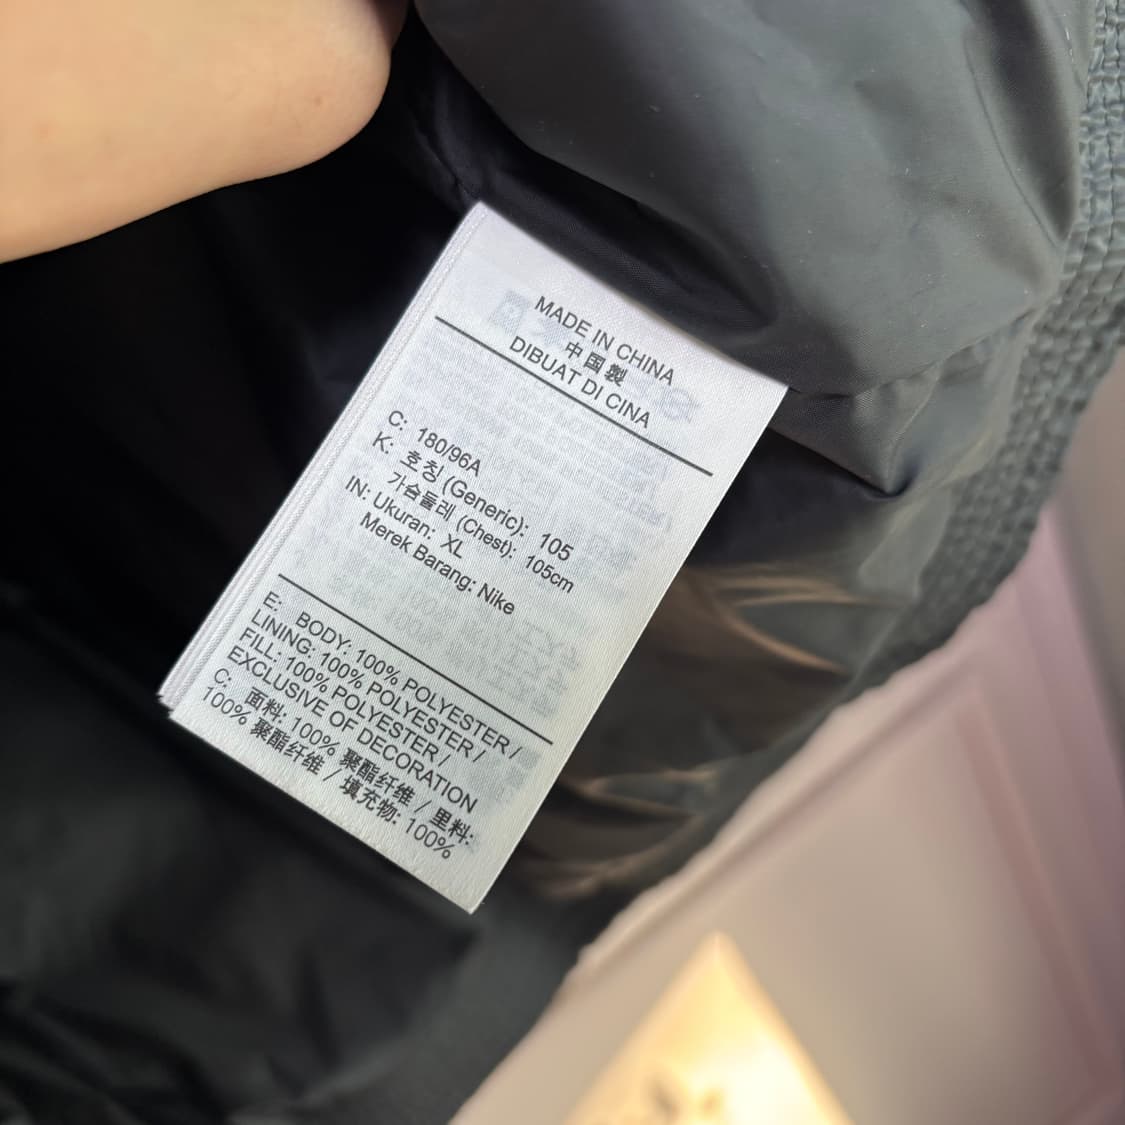 MADE IN CHINA
中国製
DIBUAT DI CINA
C: 180/96A
K: 호칭 (Generic): 105
가슴둘레 (Chest): 105cm
IN: Ukuran: XL
Merek Barang: Nike
E: BODY: 100% POLYESTER /
LINING: 100% POLYESTER /
FILL: 100% POLYESTER /
EXCLUSIVE OF DECORATION
C: 面料: 100% 聚酯纤维 / 里料:
100% 聚酯纤维 / 填充物: 100%